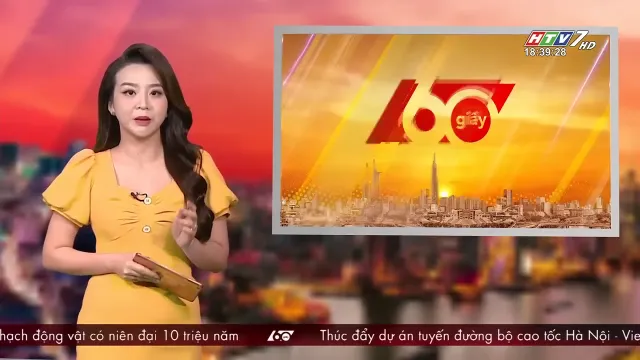 HTV7 HD
18:39:28
60 giây
hạch động vật có niên đại 10 triệu năm 60 Thúc đẩy dự án tuyến đường bộ cao tốc Hà Nội - Vie